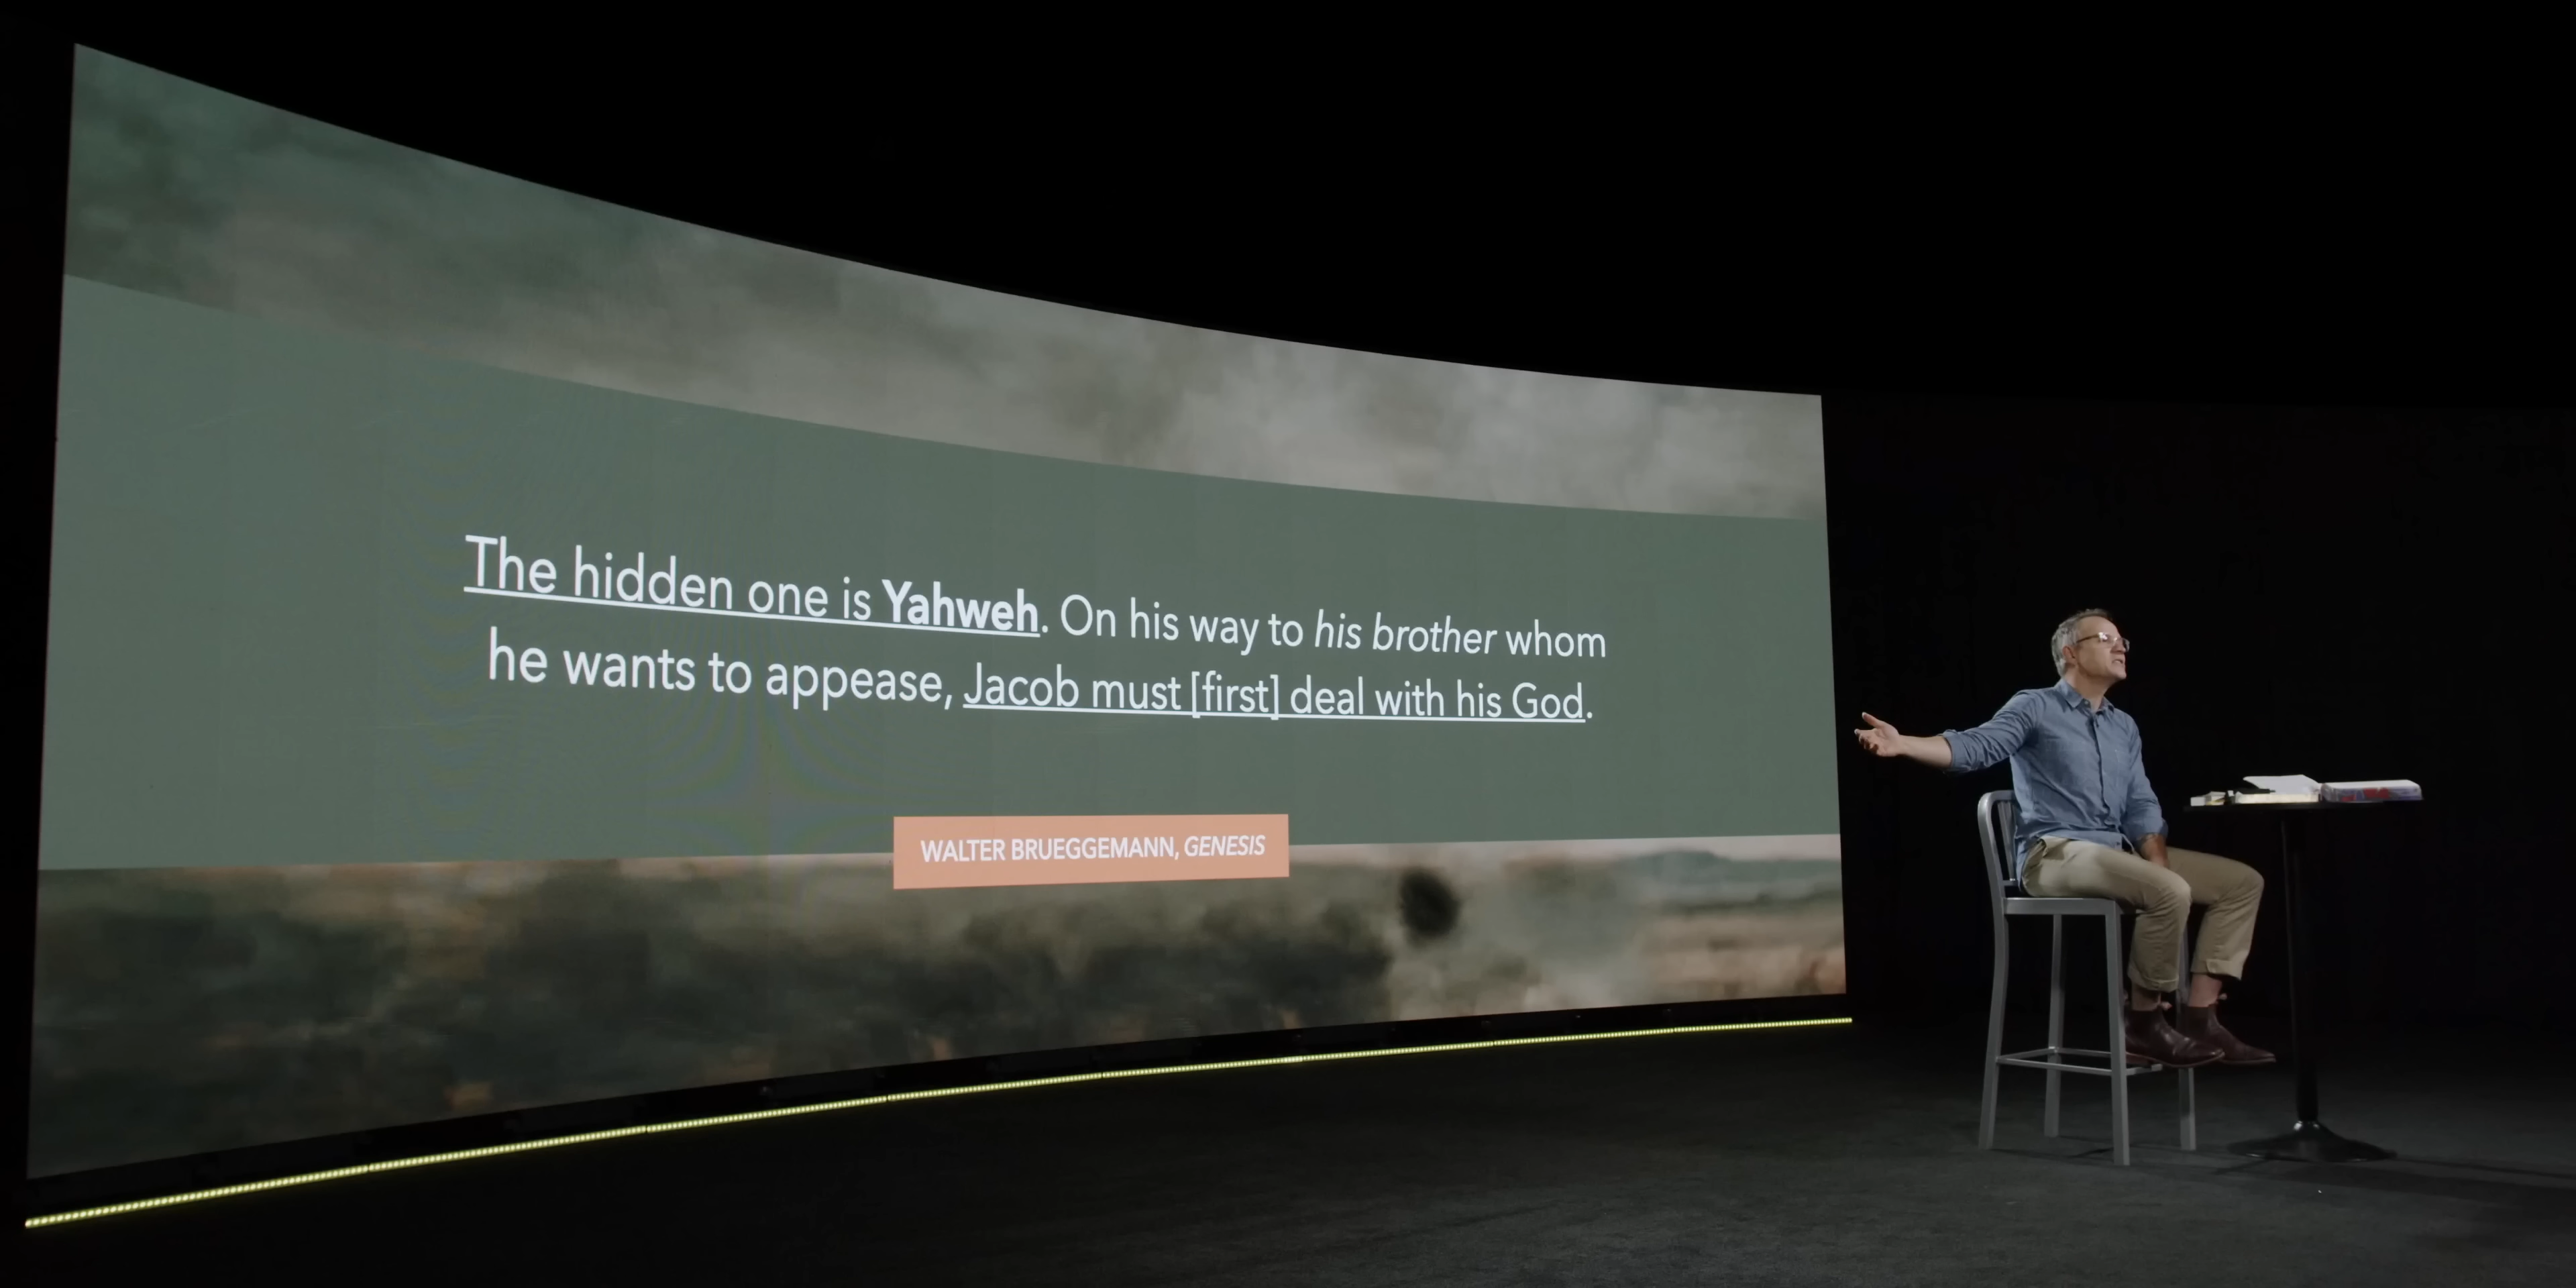 The hidden one is Yahweh. On his way to his brother whom
he wants to appease, Jacob must [first] deal with his God.
WALTER BRUEGGEMANN, GENESIS